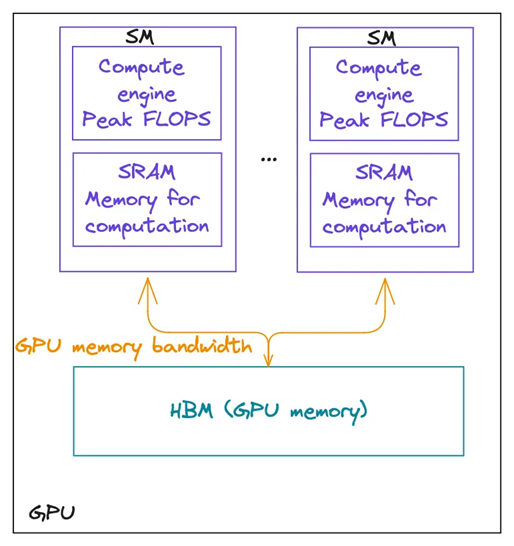 SM
Compute
engine
Peak FLOPS
SRAM
Memory for
computation
...
SM
Compute
engine
Peak FLOPS
SRAM
Memory for
computation
GPU memory bandwidth
HBM (GPU memory)
GPU